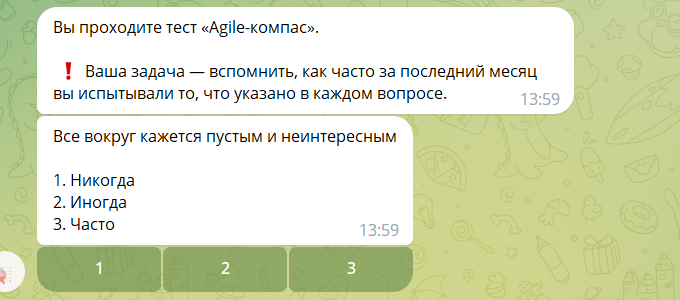 Вы проходите тест «Agile-компас».
❗ Ваша задача — вспомнить, как часто за последний месяц
вы испытывали то, что указано в каждом вопросе.
13:59
Все вокруг кажется пустым и неинтересным
1. Никогда
2. Иногда
3. Часто
13:59
1 2 3